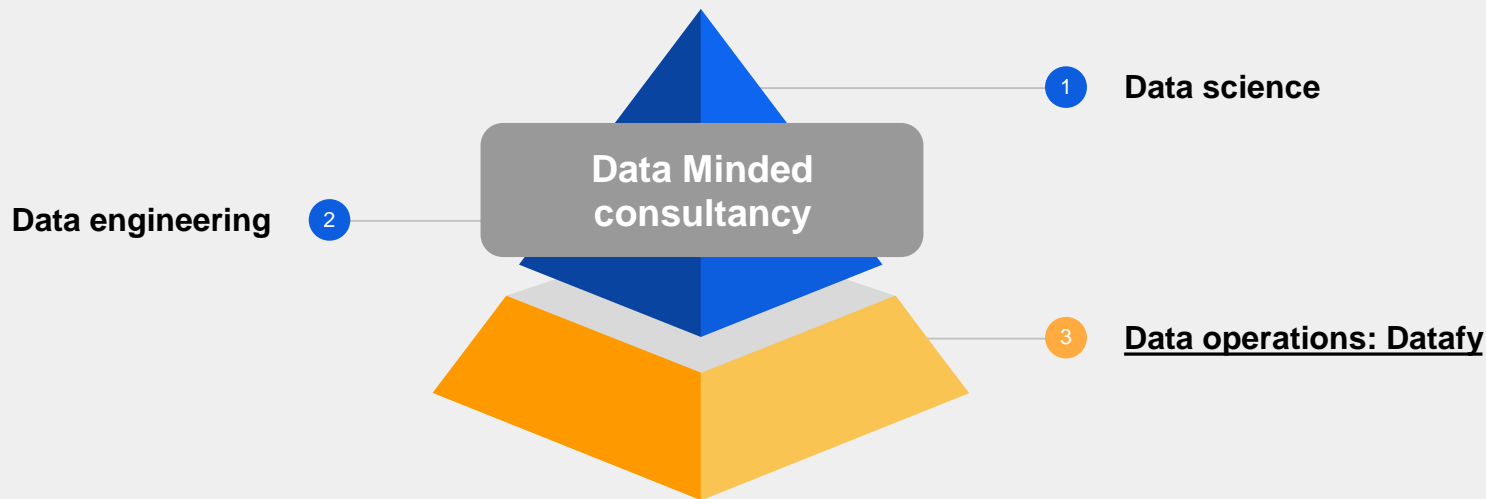 1
Data science
Data Minded
consultancy
Data engineering
2
3
Data operations: Datafy